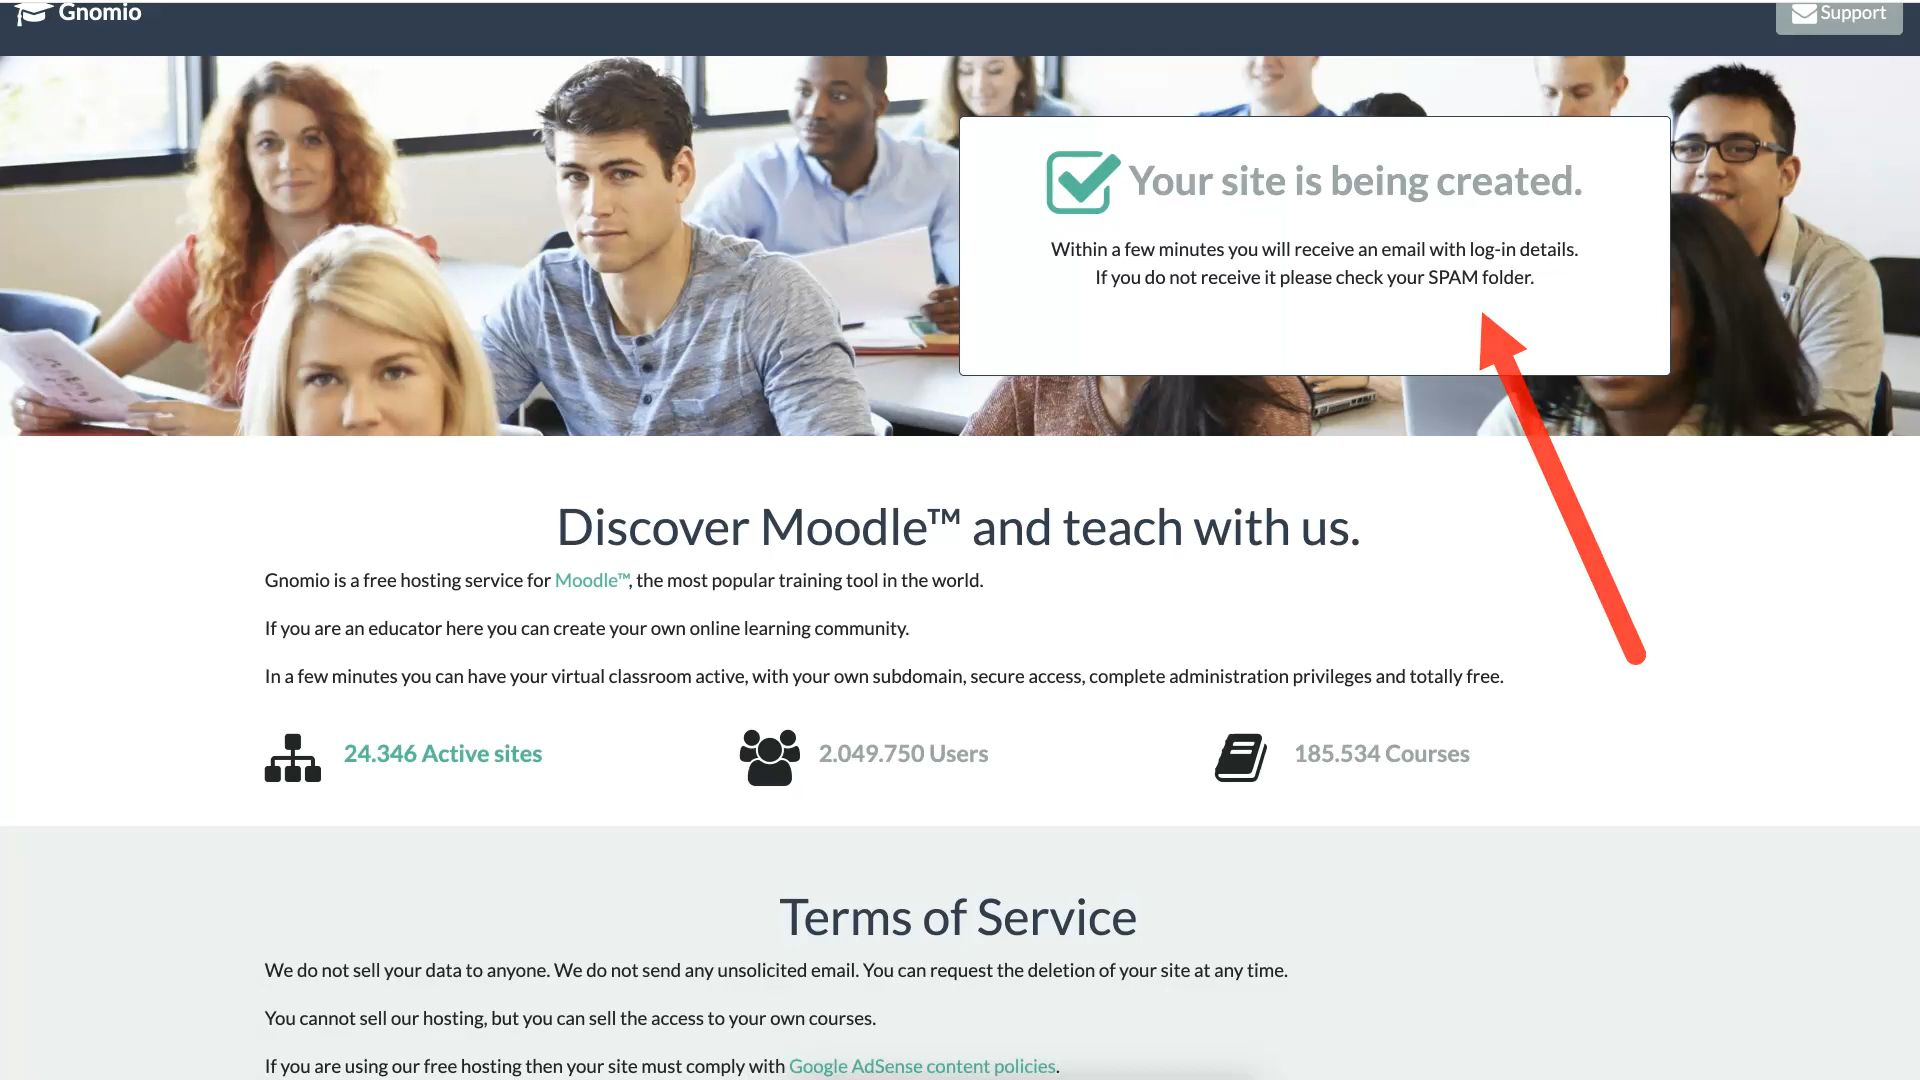 Gnomio
Support
Your site is being created.
Within a few minutes you will receive an email with log-in details.
If you do not receive it please check your SPAM folder.
Discover Moodle™ and teach with us.
Gnomio is a free hosting service for Moodle™, the most popular training tool in the world.
If you are an educator here you can create your own online learning community.
In a few minutes you can have your virtual classroom active, with your own subdomain, secure access, complete administration privileges and totally free.
24.346 Active sites
2.049.750 Users
185.534 Courses
Terms of Service
We do not sell your data to anyone. We do not send any unsolicited email. You can request the deletion of your site at any time.
You cannot sell our hosting, but you can sell the access to your own courses.
If you are using our free hosting then your site must comply with Google AdSense content policies.